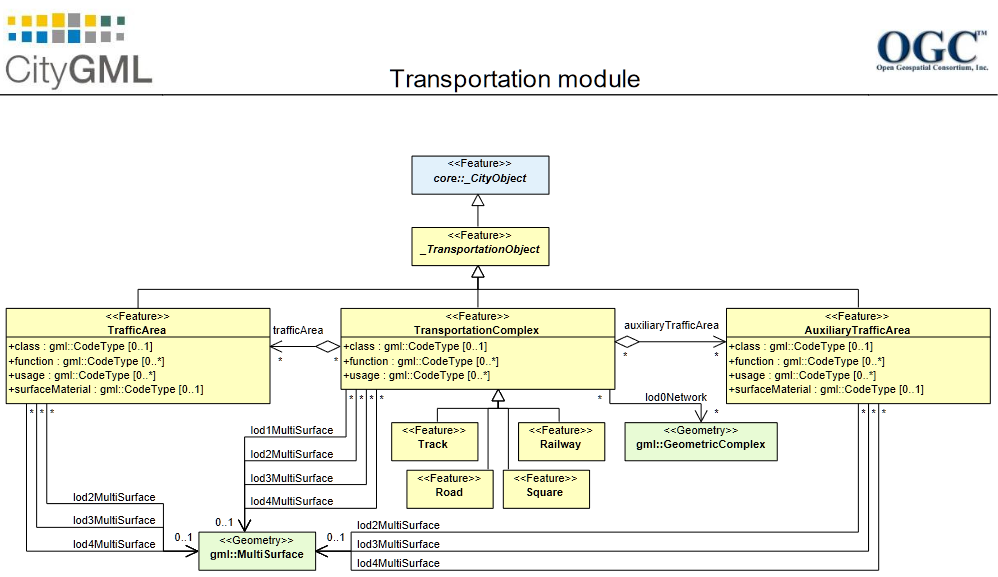 CityGML
Transportation module
OGC™
Open Geospatial Consortium, Inc.
<<Feature>>
core::_CityObject
<<Feature>>
_TransportationObject
<<Feature>>
TrafficArea
+class : gml::CodeType [0..1]
+function : gml::CodeType [0..*]
+usage : gml::CodeType [0..*]
+surfaceMaterial : gml::CodeType [0..1]
trafficArea
*
*
<<Feature>>
TransportationComplex
+class : gml::CodeType [0..1]
+function : gml::CodeType [0..*]
+usage : gml::CodeType [0..*]
auxiliaryTrafficArea
*
*
<<Feature>>
AuxiliaryTrafficArea
+class : gml::CodeType [0..1]
+function : gml::CodeType [0..*]
+usage : gml::CodeType [0..*]
+surfaceMaterial : gml::CodeType [0..1]
* * *
* * * *
*
lod0Network
*
* * *
<<Feature>>
Track
<<Feature>>
Railway
<<Geometry>>
gml::GeometricComplex
<<Feature>>
Road
<<Feature>>
Square
lod1MultiSurface
lod2MultiSurface
lod3MultiSurface
lod4MultiSurface
lod2MultiSurface
lod3MultiSurface
lod4MultiSurface
0..1
0..1
0..1
<<Geometry>>
gml::MultiSurface
lod2MultiSurface
lod3MultiSurface
lod4MultiSurface